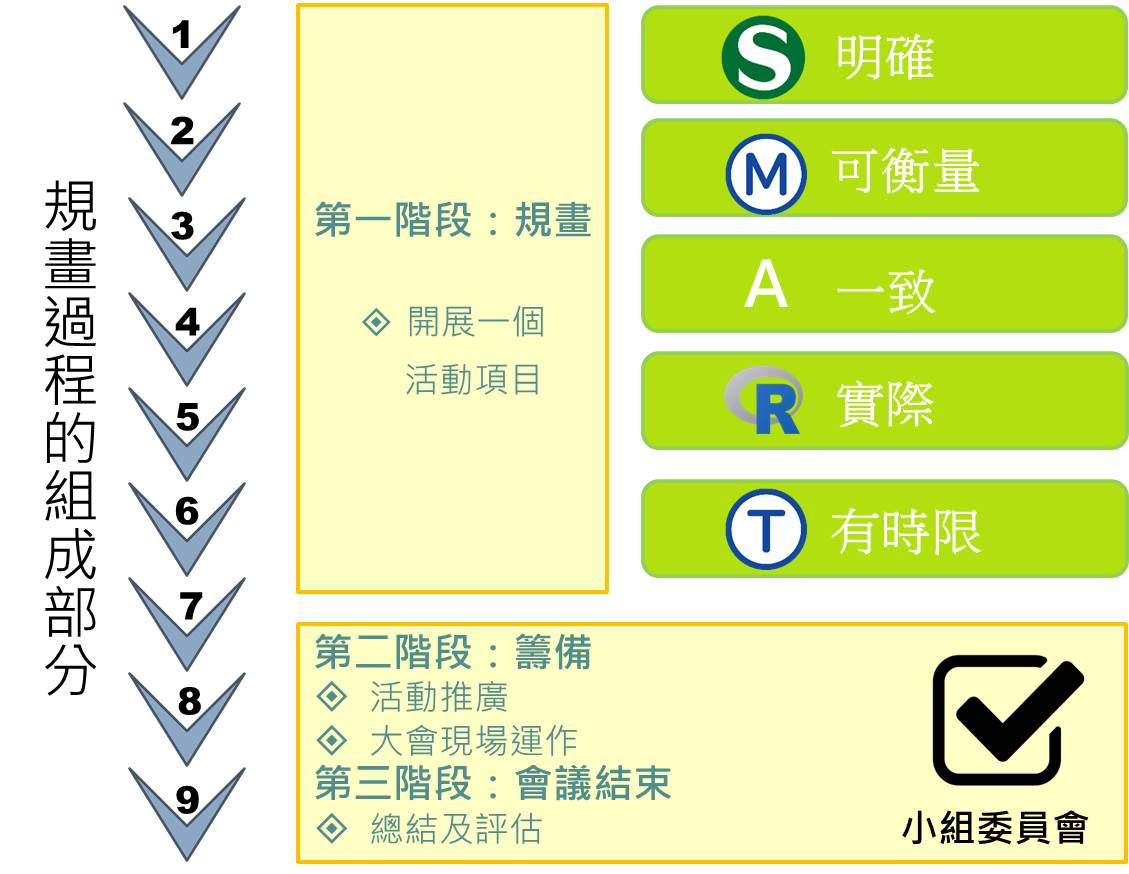 規畫過程的組成部分
1
2
3
4
5
6
7
8
9
第一階段：規畫
開展一個
活動項目
S 明確
M 可衡量
A 一致
R 實際
T 有時限
第二階段：籌備
活動推廣
大會現場運作
第三階段：會議結束
總結及評估
小組委員會